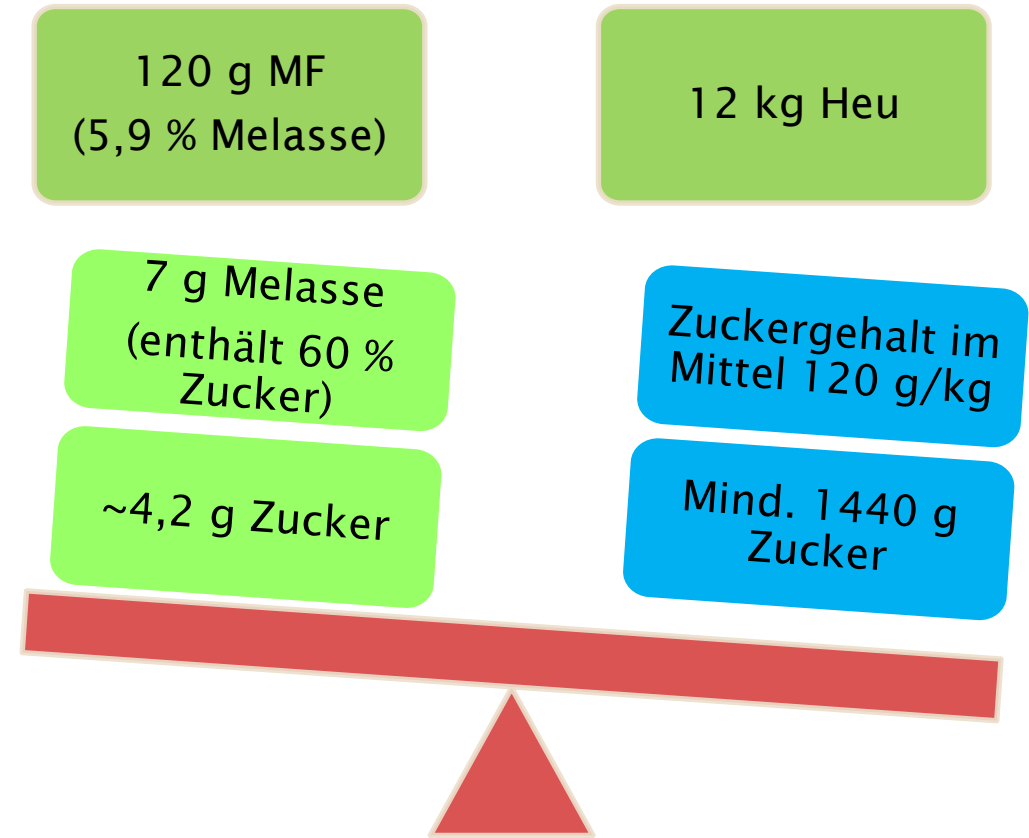 120 g MF
(5,9 % Melasse)
12 kg Heu
7 g Melasse
(enthält 60 %
Zucker)
Zuckergehalt im
Mittel 120 g/kg
~4,2 g Zucker
Mind. 1440 g
Zucker